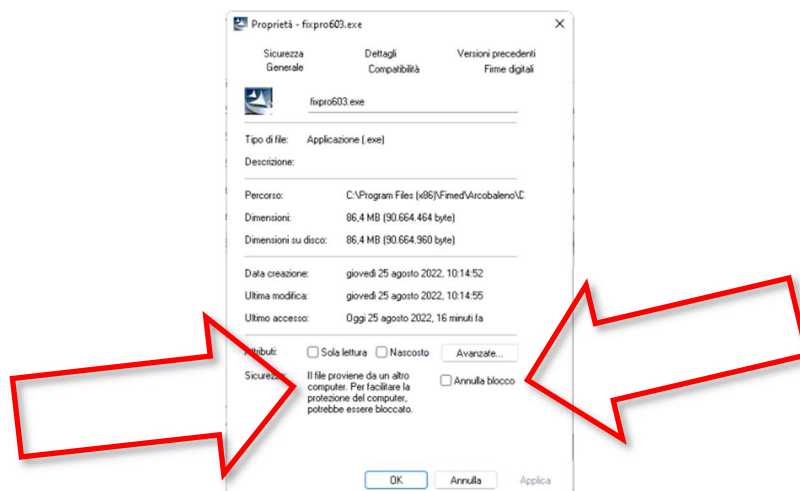 Proprietà - fixpro603.exe
Sicurezza Dettagli Versioni precedenti
Generale Compatibilità Firme digitali
fixpro603.exe
Tipo di file: Applicazione (.exe)
Descrizione:
Percorso: C:\Program Files (x86)\Fimed\Arcobaleno\D
Dimensioni: 86,4 MB (90.664.464 byte)
Dimensioni su disco: 86,4 MB (90.664.960 byte)
Data creazione: giovedì 25 agosto 2022, 10:14:52
Ultima modifica: giovedì 25 agosto 2022, 10:14:55
Ultimo accesso: Oggi 25 agosto 2022, 16 minuti fa
Attributi: Sola lettura Nascosto Avanzate...
Sicurezza: Il file proviene da un altro
computer. Per facilitare la
protezione del computer,
potrebbe essere bloccato.
Annulla blocco
OK Annulla Applica